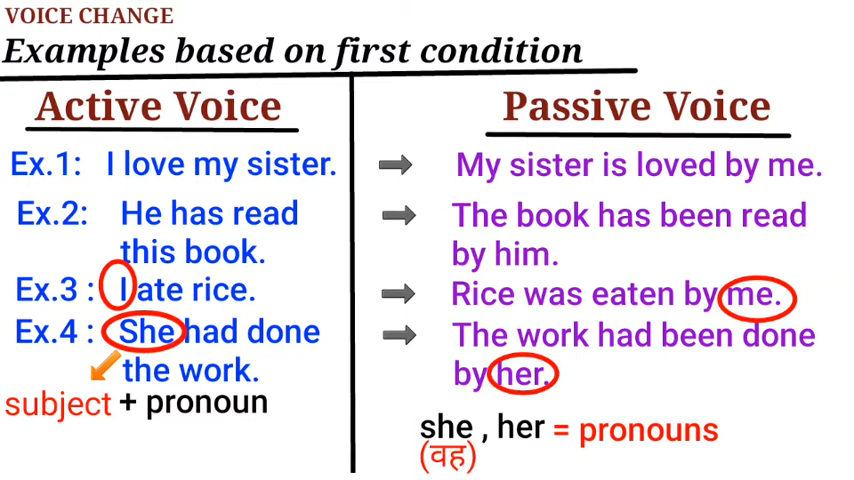 VOICE CHANGE
Examples based on first condition
Active Voice
Ex.1: I love my sister.
Ex.2: He has read
this book.
Ex.3 : I ate rice.
Ex.4 : She had done
the work.
subject + pronoun
Passive Voice
My sister is loved by me.
The book has been read
by him.
Rice was eaten by me.
The work had been done
by her.
she , her = pronouns
(वह)